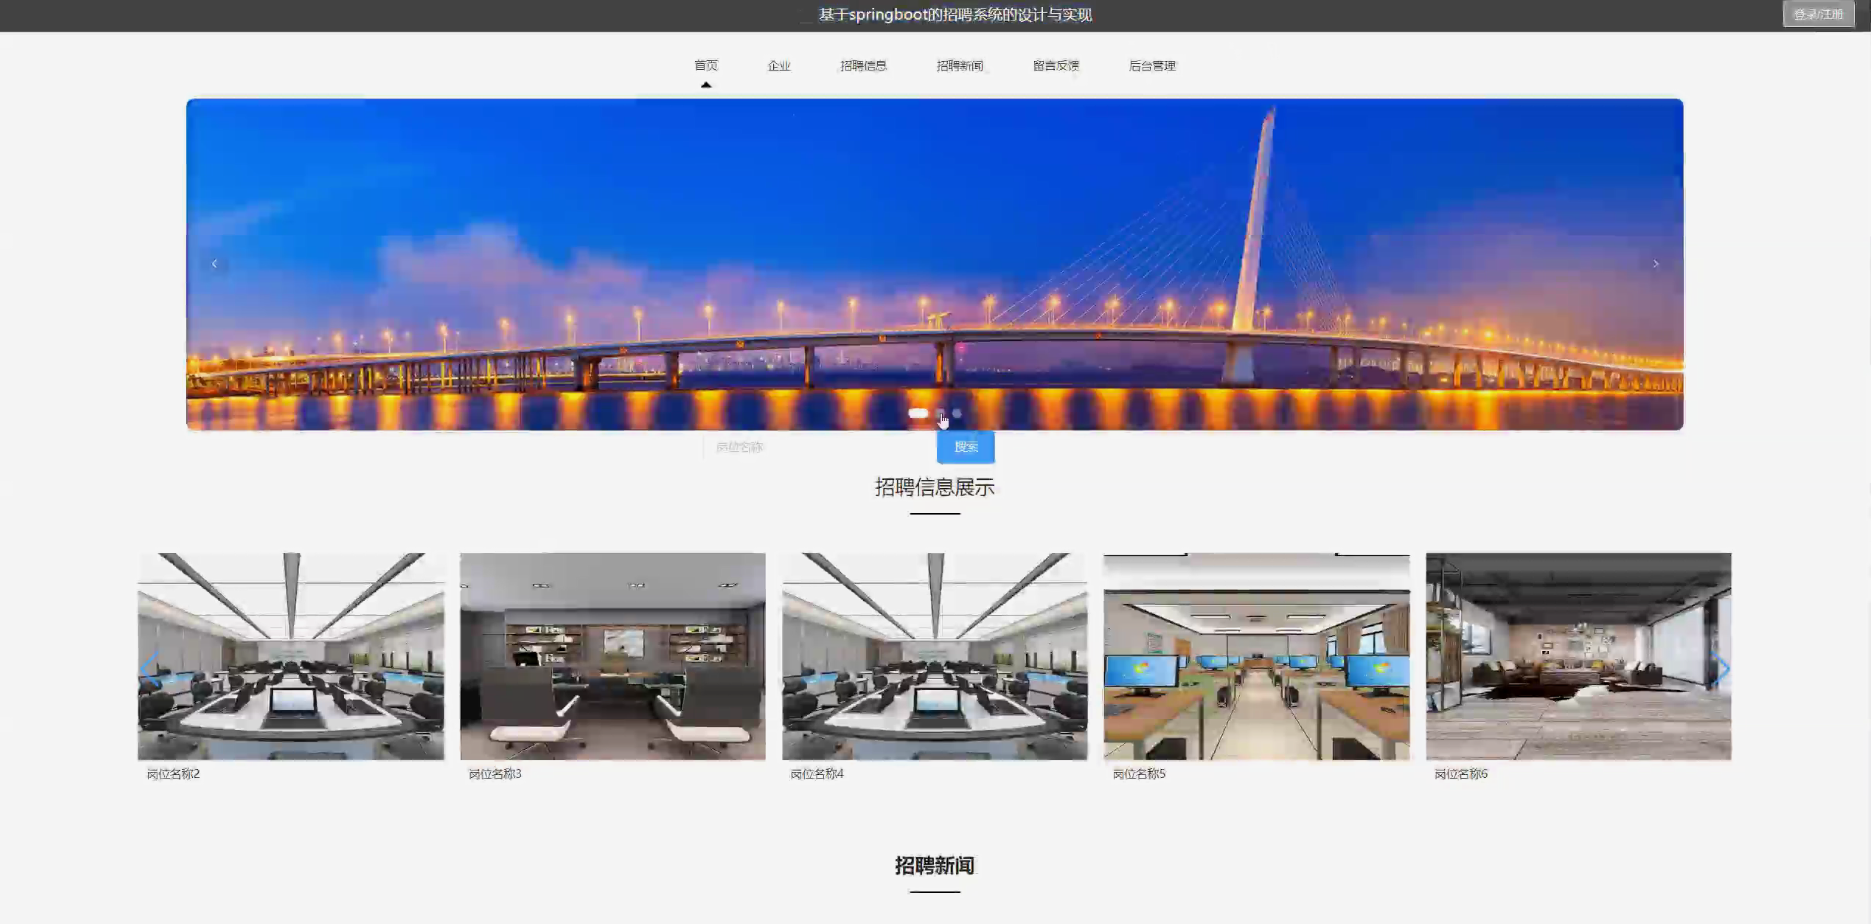 基于springboot的招聘系统的设计与实现
登录/注册
首页 企业 招聘信息 招聘新闻 留言反馈 后台管理
岗位名称 搜索
招聘信息展示
岗位名称2 岗位名称3 岗位名称4 岗位名称5 岗位名称6
招聘新闻